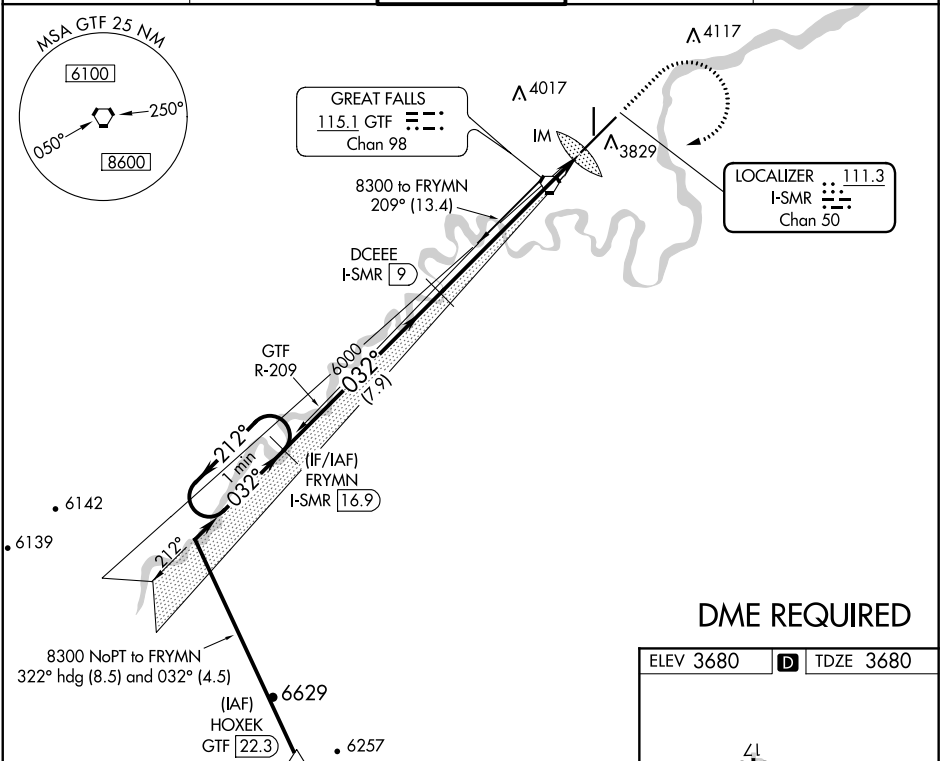 MSA GTF 25 NM
6100
250°
050°
8600
4117
4017
GREAT FALLS
115.1 GTF
Chan 98
IM
3829
LOCALIZER 111.3
I-SMR
Chan 50
8300 to FRYMN
209° (13.4)
DCEEE
I-SMR 9
GTF
R-209
6000
032°
(7.9)
212°
1 min
032°
(IF/IAF)
FRYMN
I-SMR 16.9
6142
6139
212°
8300 NoPT to FRYMN
322° hdg (8.5) and 032° (4.5)
6629
(IAF)
HOXEK
GTF 22.3
6257
DME REQUIRED
ELEV 3680 D TDZE 3680